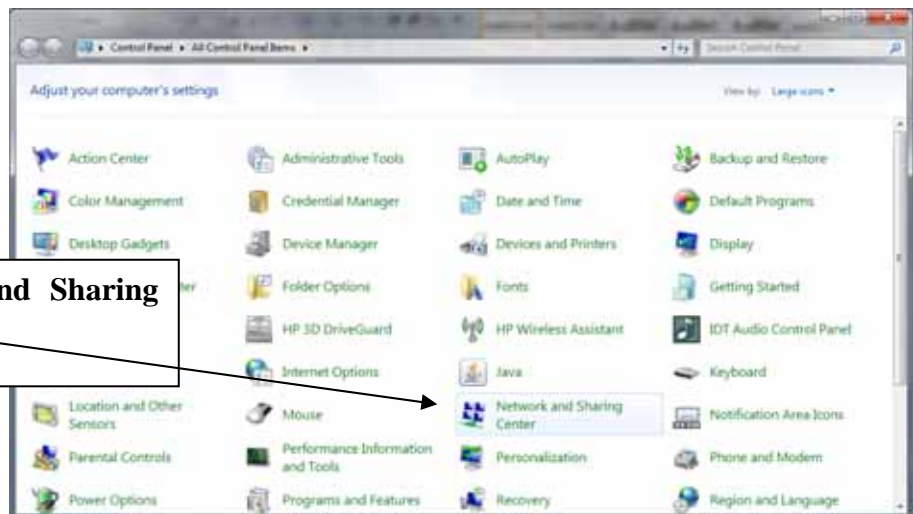 Control Panel ▸ All Control Panel Items ▸
Search Control Panel
Adjust your computer's settings
View by: Large icons
Action Center
Administrative Tools
AutoPlay
Backup and Restore
Color Management
Credential Manager
Date and Time
Default Programs
Desktop Gadgets
Device Manager
Devices and Printers
Display
nd Sharing
ter
Folder Options
Fonts
Getting Started
HP 3D DriveGuard
HP Wireless Assistant
IDT Audio Control Panel
Internet Options
Java
Keyboard
Location and Other
Sensors
Mouse
Network and Sharing
Center
Notification Area Icons
Parental Controls
Performance Information
and Tools
Personalization
Phone and Modem
Power Options
Programs and Features
Recovery
Region and Language